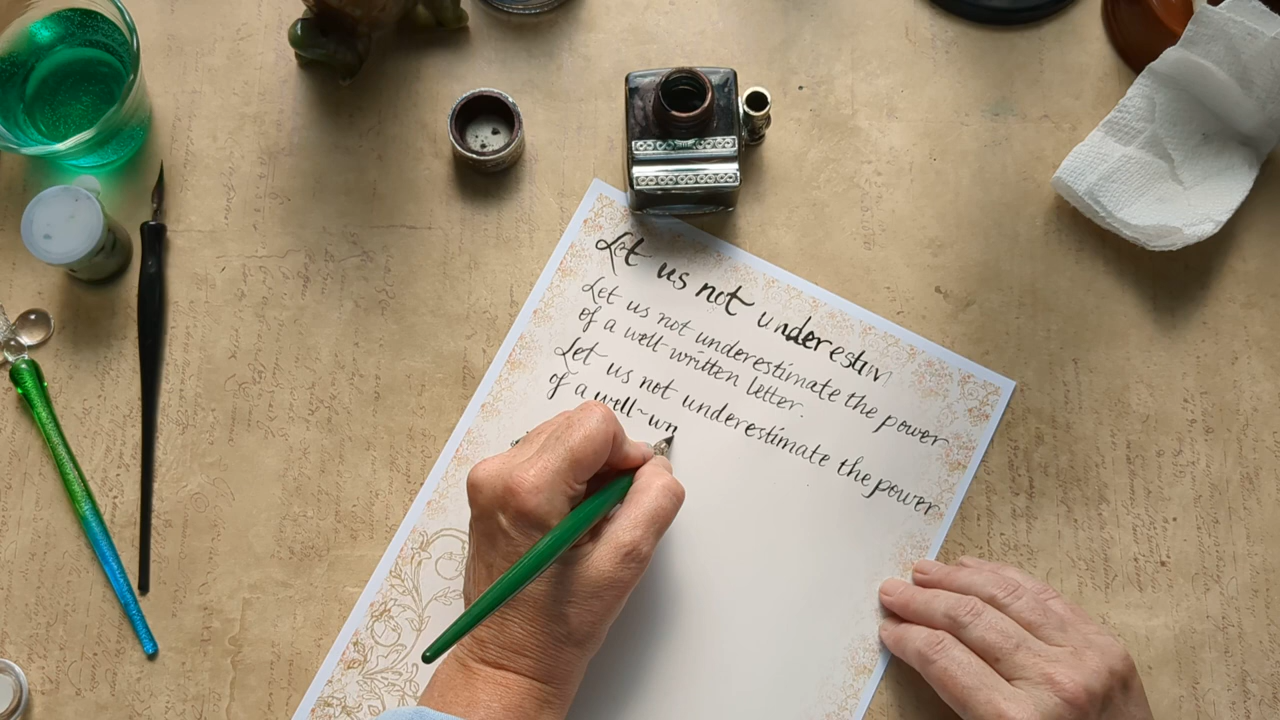 Let us not underestim
Let us not underestimate the power
of a well-written letter.
Let us not underestimate the power
of a well-wr